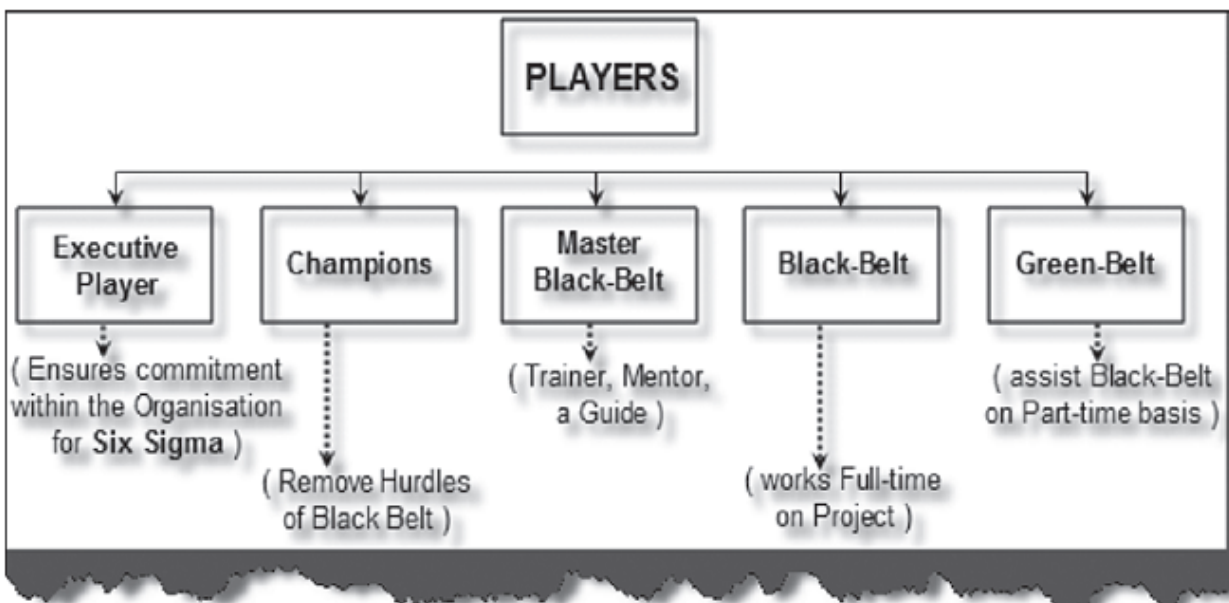 PLAYERS
Executive
Player
Champions
Master
Black-Belt
Black-Belt
Green-Belt
( Ensures commitment
within the Organisation
for Six Sigma )
( Remove Hurdles
of Black Belt )
( Trainer, Mentor,
a Guide )
( works Full-time
on Project )
( assist Black-Belt
on Part-time basis )